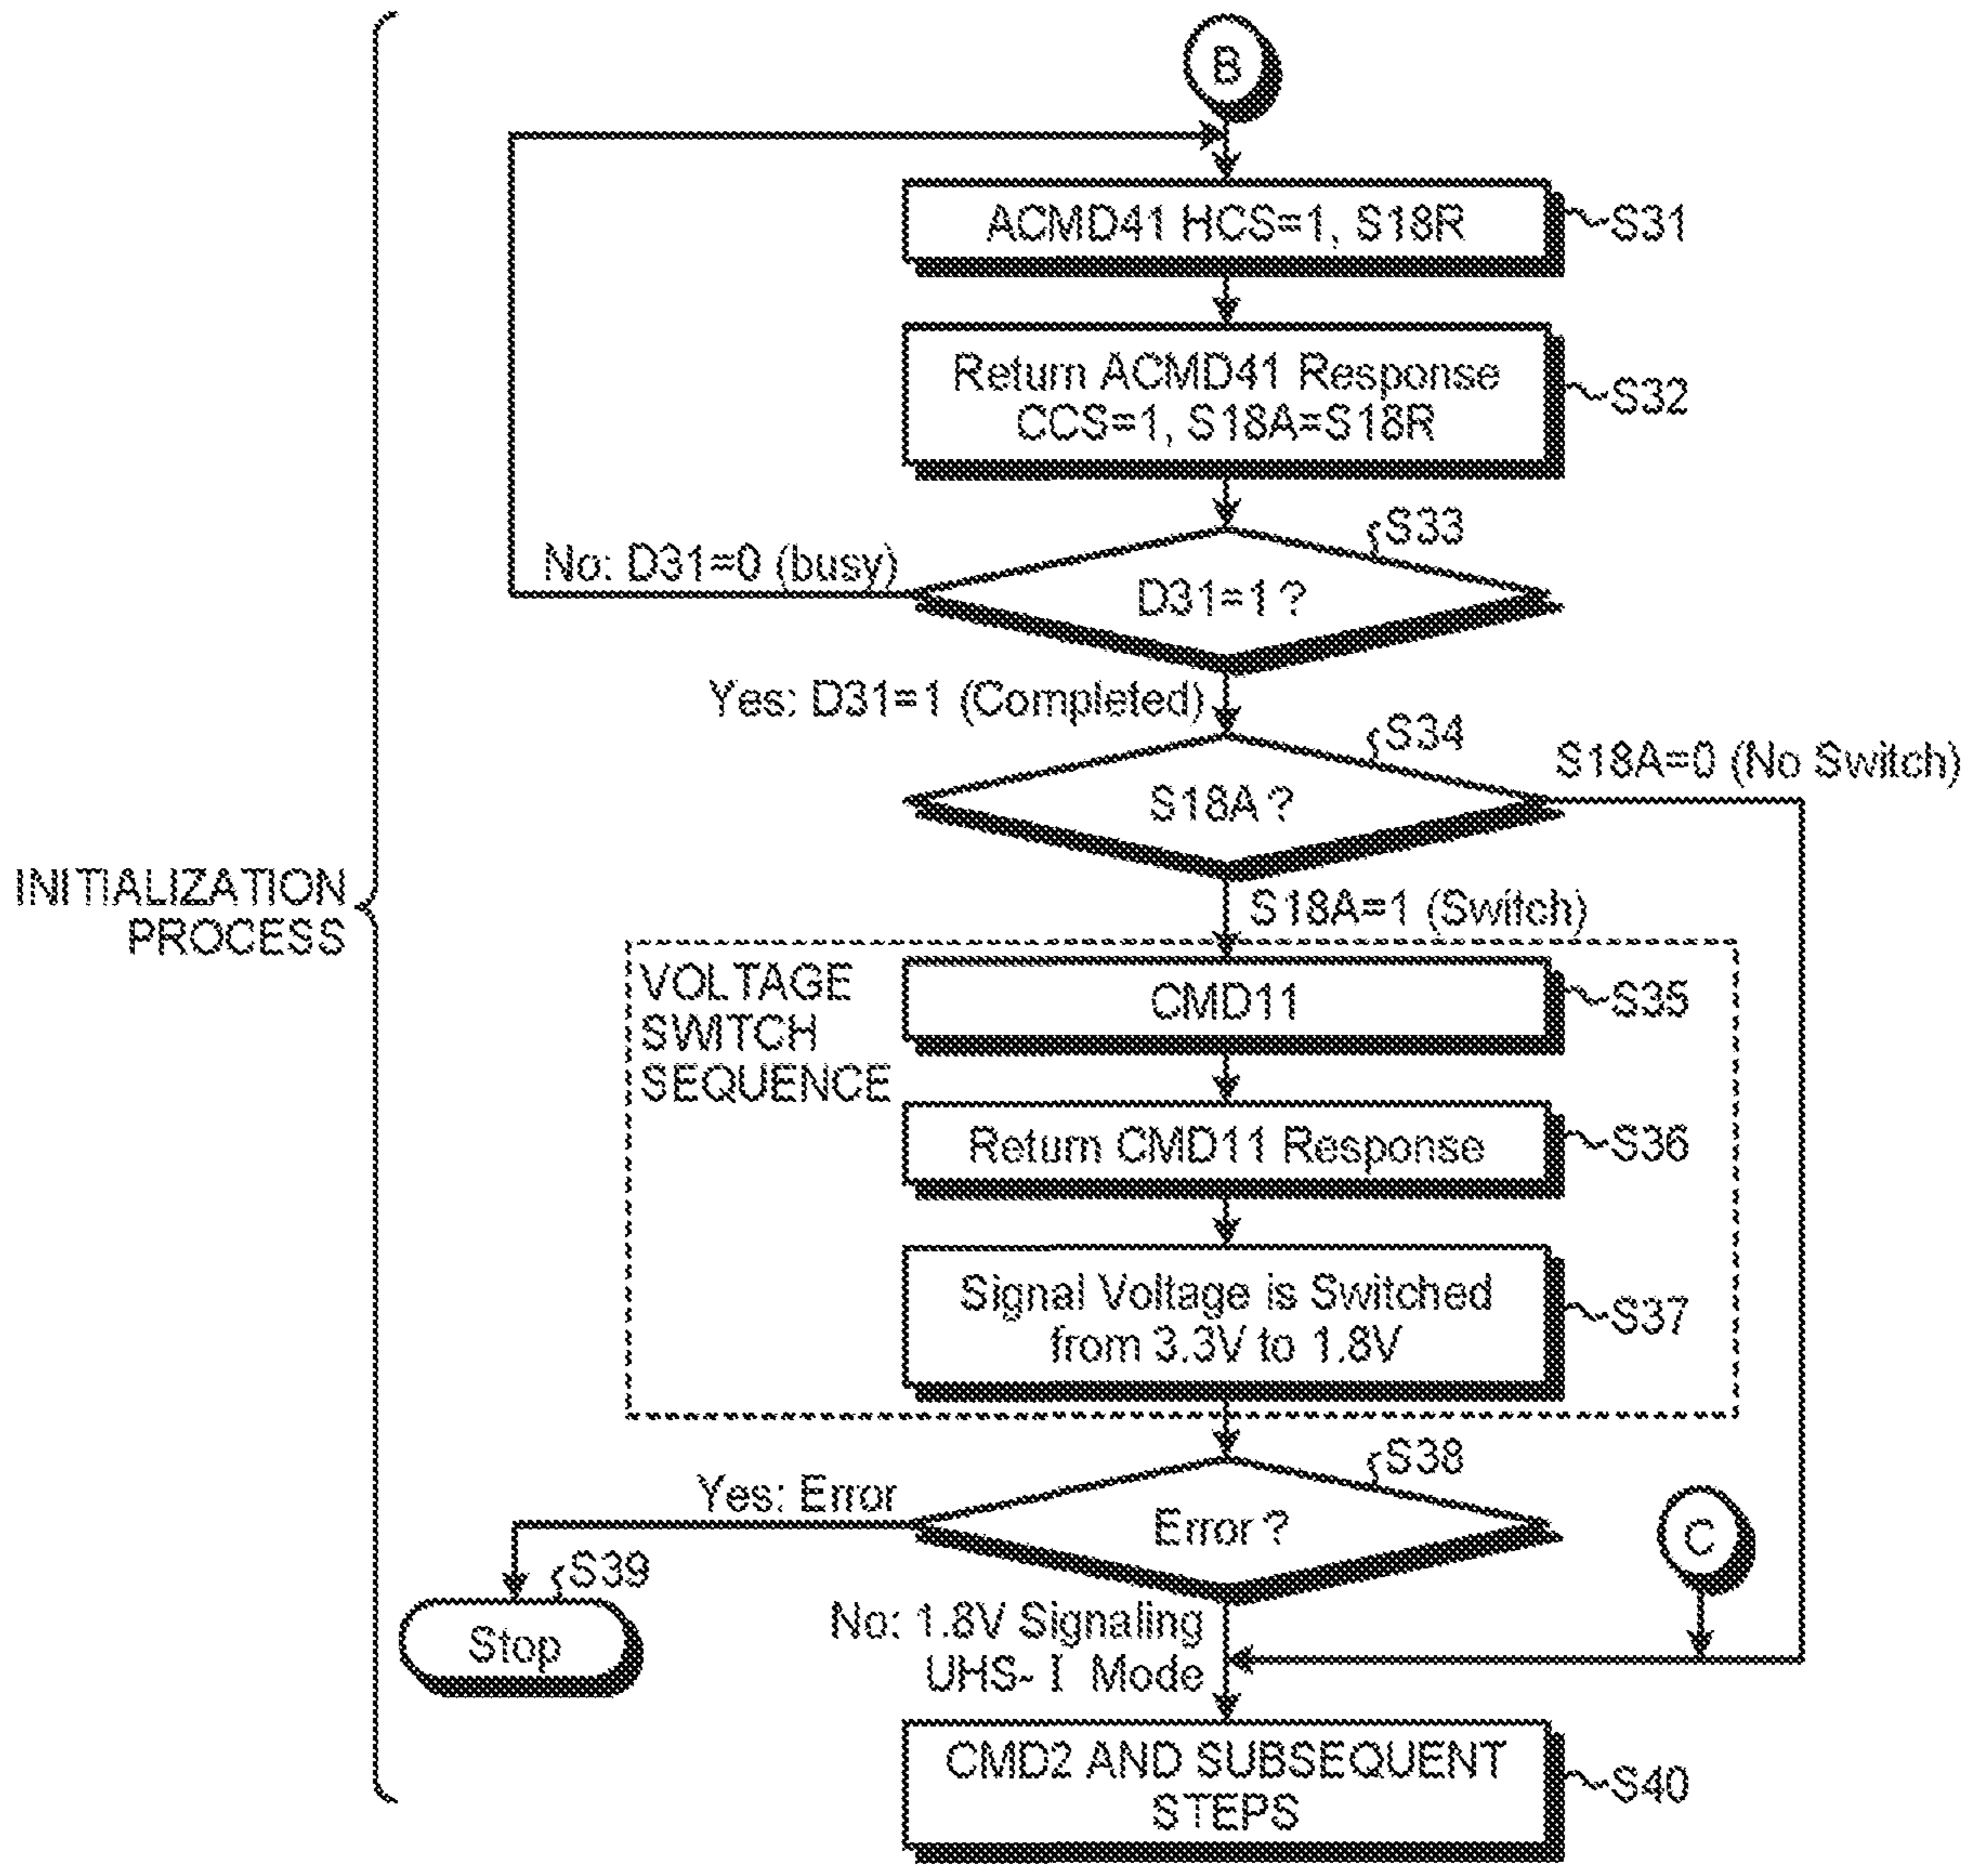 B
ACMD41 HCS=1, S18R
S31
Return ACMD41 Response
CCS=1, S18A=S18R
S32
S33
No: D31=0 (busy)
D31=1 ?
Yes: D31=1 (Completed)
S34
S18A=0 (No Switch)
S18A ?
INITIALIZATION
PROCESS
S18A=1 (Switch)
VOLTAGE
SWITCH
SEQUENCE
CMD11
S35
Return CMD11 Response
S36
Signal Voltage is Switched
from 3.3V to 1.8V
S37
S38
Yes: Error
Error ?
C
S39
Stop
No: 1.8V Signaling
UHS-I Mode
CMD2 AND SUBSEQUENT
STEPS
S40